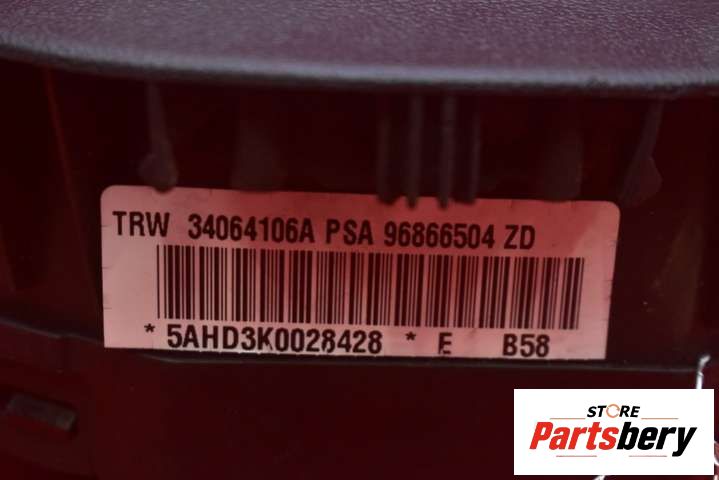 TRW 34064106A PSA 96866504 ZD
* 5AHD3K0028428 * E B58
STORE
Partsbery